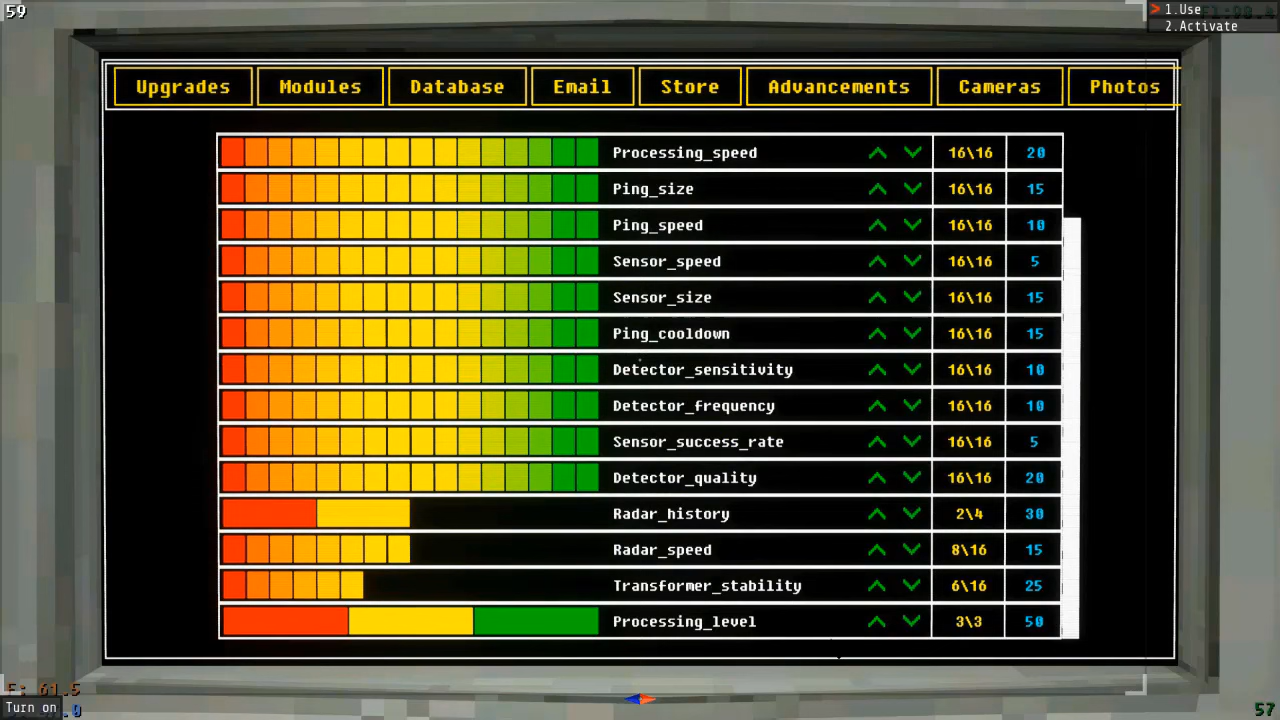 59
1.Use
2.Activate
Upgrades Modules Database Email Store Advancements Cameras Photos
Processing_speed 16\16 20
Ping_size 16\16 15
Ping_speed 16\16 10
Sensor_speed 16\16 5
Sensor_size 16\16 15
Ping_cooldown 16\16 15
Detector_sensitivity 16\16 10
Detector_frequency 16\16 10
Sensor_success_rate 16\16 5
Detector_quality 16\16 20
Radar_history 2\4 30
Radar_speed 8\16 15
Transformer_stability 6\16 25
Processing_level 3\3 50
Turn on
57